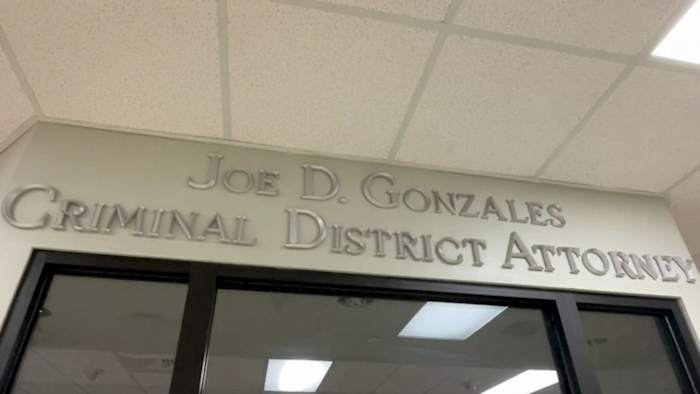 Joe D. Gonzales
Criminal District Attorney